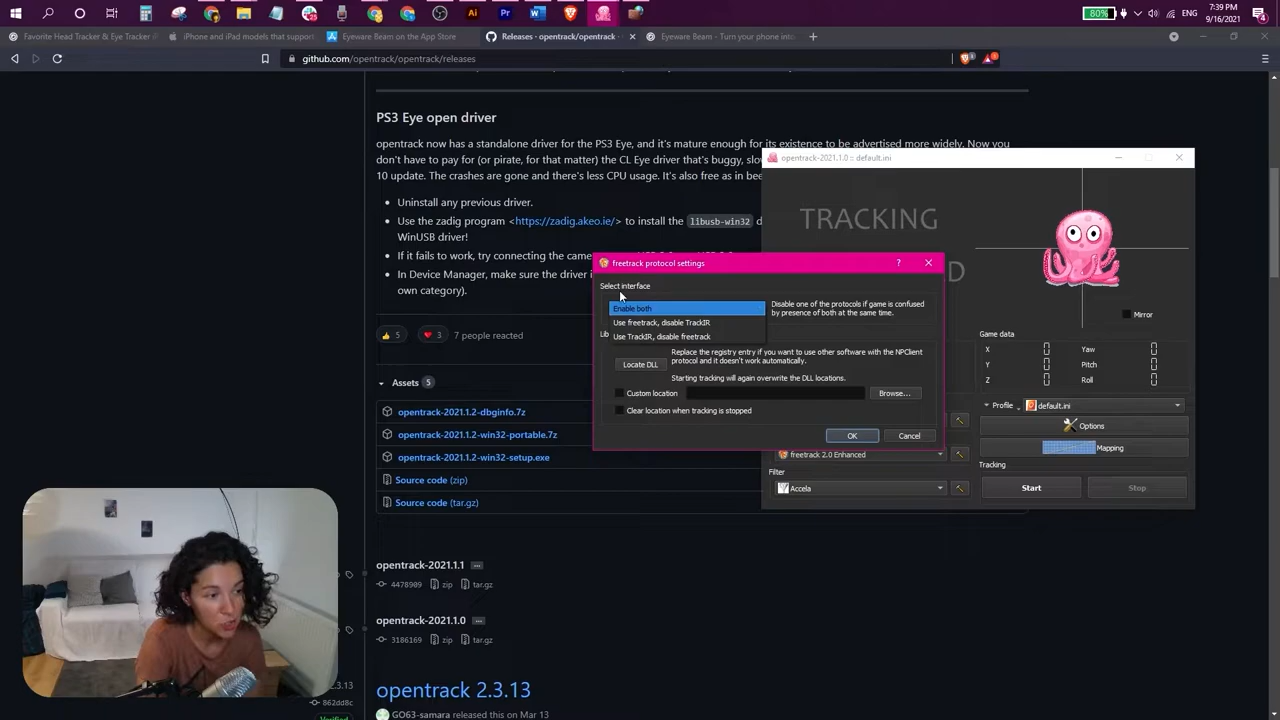 80%
ENG
7:39 PM
9/16/2021
Favorite Head Tracker & Eye Tracker
iPhone and iPad models that support
Eyeware Beam on the App Store
Releases · opentrack/opentrack ·
Eyeware Beam - Turn your phone into
github.com/opentrack/opentrack/releases
PS3 Eye open driver
opentrack now has a standalone driver for the PS3 Eye, and it's mature enough for its existence to be advertised more widely. Now you
don't have to pay for (or pirate, for that matter) the CL Eye driver that's buggy, slow
10 update. The crashes are gone and there's less CPU usage. It's also free as in beer
Uninstall any previous driver.
Use the zadig program <https://zadig.akeo.ie/> to install the libusb-win32 d
WinUSB driver!
If it fails to work, try connecting the came
In Device Manager, make sure the driver i
own category).
👍 5
❤ 3
7 people reacted
Assets 5
opentrack-2021.1.2-dbginfo.7z
opentrack-2021.1.2-win32-portable.7z
opentrack-2021.1.2-win32-setup.exe
Source code (zip)
Source code (tar.gz)
opentrack-2021.1.1
4478909
zip
tar.gz
opentrack-2021.1.0
3186169
zip
tar.gz
2.3.13
862dd8c
Verified
opentrack 2.3.13
GO63-samara released this on Mar 13
opentrack-2021.1.0 :: default.ini
TRACKING
D
Mirror
Game data
X
Yaw
Y
Pitch
Z
Roll
Profile
default.ini
Options
Mapping
freetrack 2.0 Enhanced
Tracking
Filter
Accela
Start
Stop
freetrack protocol settings
Select interface
Enable both
Use freetrack, disable TrackIR
Use TrackIR, disable freetrack
Disable one of the protocols if game is confused
by presence of both at the same time.
Lib
Replace the registry entry if you want to use other software with the NPClient
protocol and it doesn't work automatically.
Locate DLL
Starting tracking will again overwrite the DLL locations.
Custom location
Browse...
Clear location when tracking is stopped
OK
Cancel